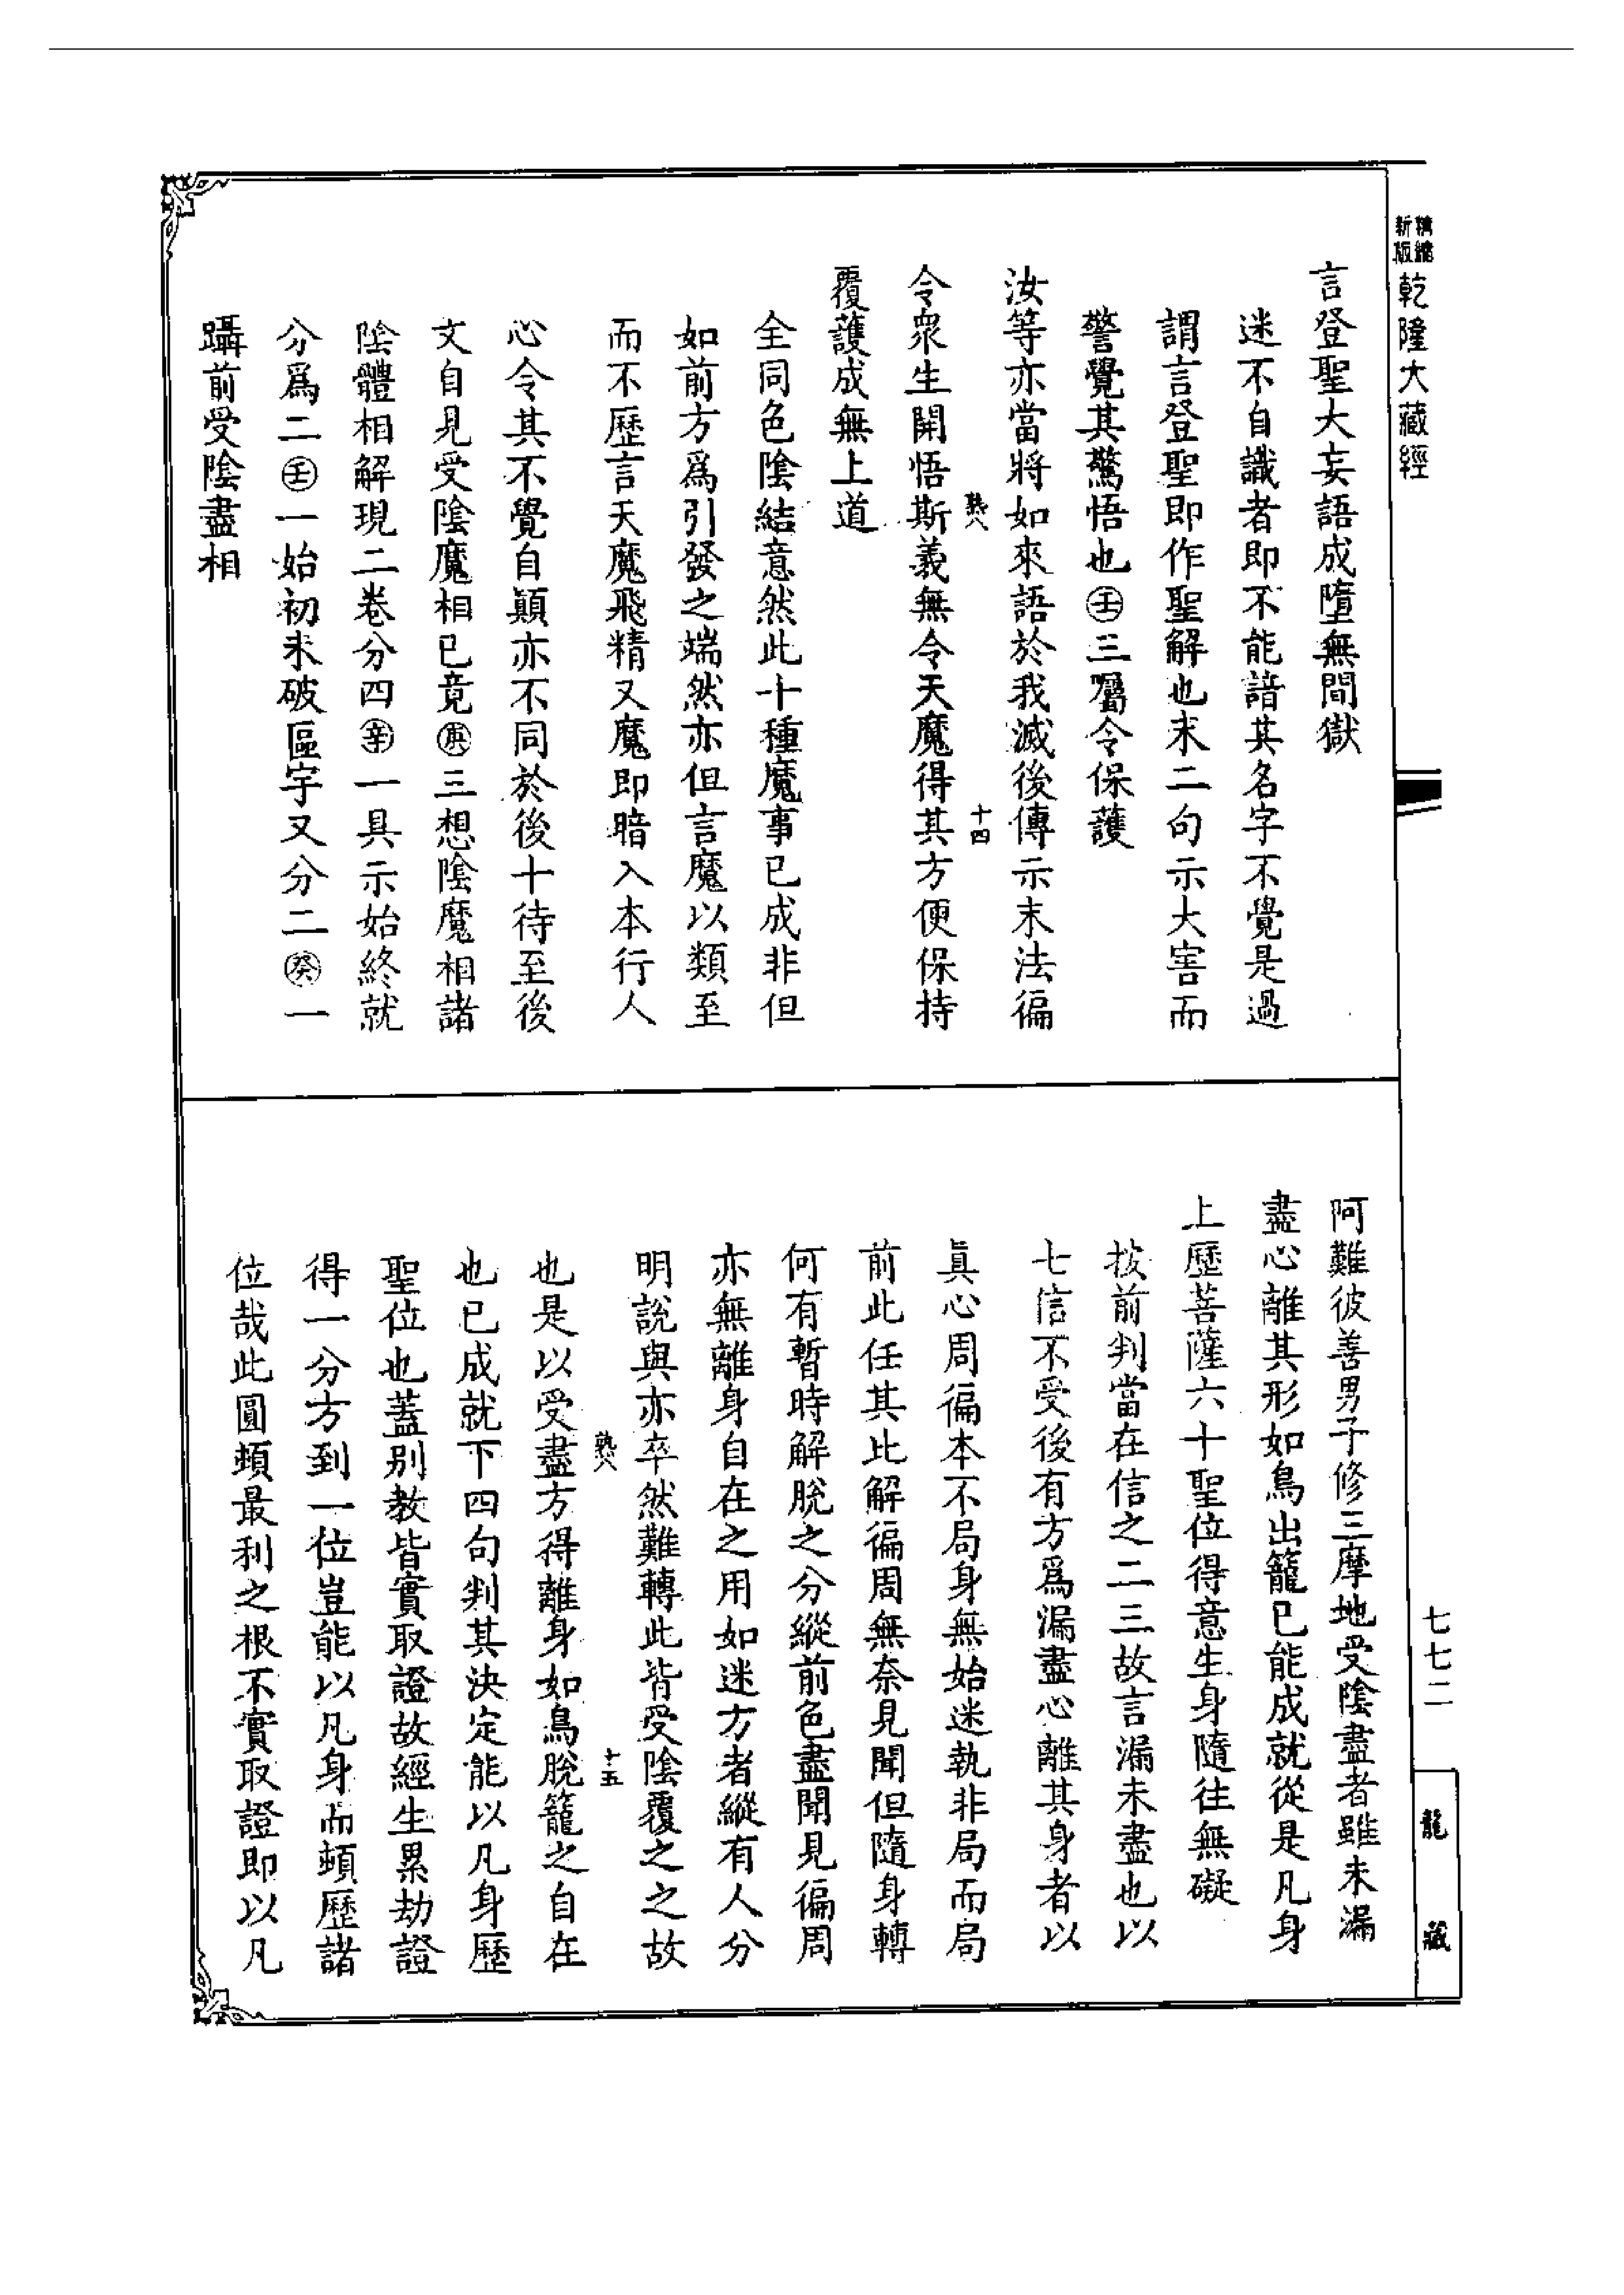 精縮新版 乾隆大藏經
言登聖大妄語成墮無間獄
迷不自識者即不能諳其名字不覺是過
謂言登聖即作聖解也末二句示大害而
警覺其驚悟也㊂壬三囑令保護
汝等亦當將如來語於我滅後傳示末法徧
熟八 十四
令衆生開悟斯義無令天魔得其方便保持
覆護成無上道
全同色陰結意然此十種魔事已成非但
如前方爲引發之端然亦但言魔以類至
而不歷言天魔飛精又魔即暗入本行人
心令其不覺自顚亦不同於後十待至後
文自見受陰魔相已竟庚三想陰魔相諸
陰體相解現二卷分四辛一具示始終就
分爲二壬一始初未破區宇又分二癸一
躡前受陰盡相
阿難彼善男子修三摩地受陰盡者雖未漏
盡心離其形如鳥出籠已能成就從是凡身
上歷菩薩六十聖位得意生身隨往無礙
按前判當在信之二三故言漏未盡也以
七信不受後有方爲漏盡心離其身者以
眞心周徧本不局身無始迷執非局而局
前此任其比解徧周無奈見聞但隨身轉
何有暫時解脫之分縱前色盡聞見徧周
亦無離身自在之用如迷方者縱有人分
明說與亦卒然難轉此皆受陰覆之之故
熟八 十五
也是以受盡方得離身如鳥脫籠之自在
也已成就下四句判其決定能以凡身歷
聖位也蓋別教皆實取證故經生累劫證
得一分方到一位豈能以凡身而頓歷諸
位哉此圓頓最利之根不實取證即以凡
七七二
龍藏